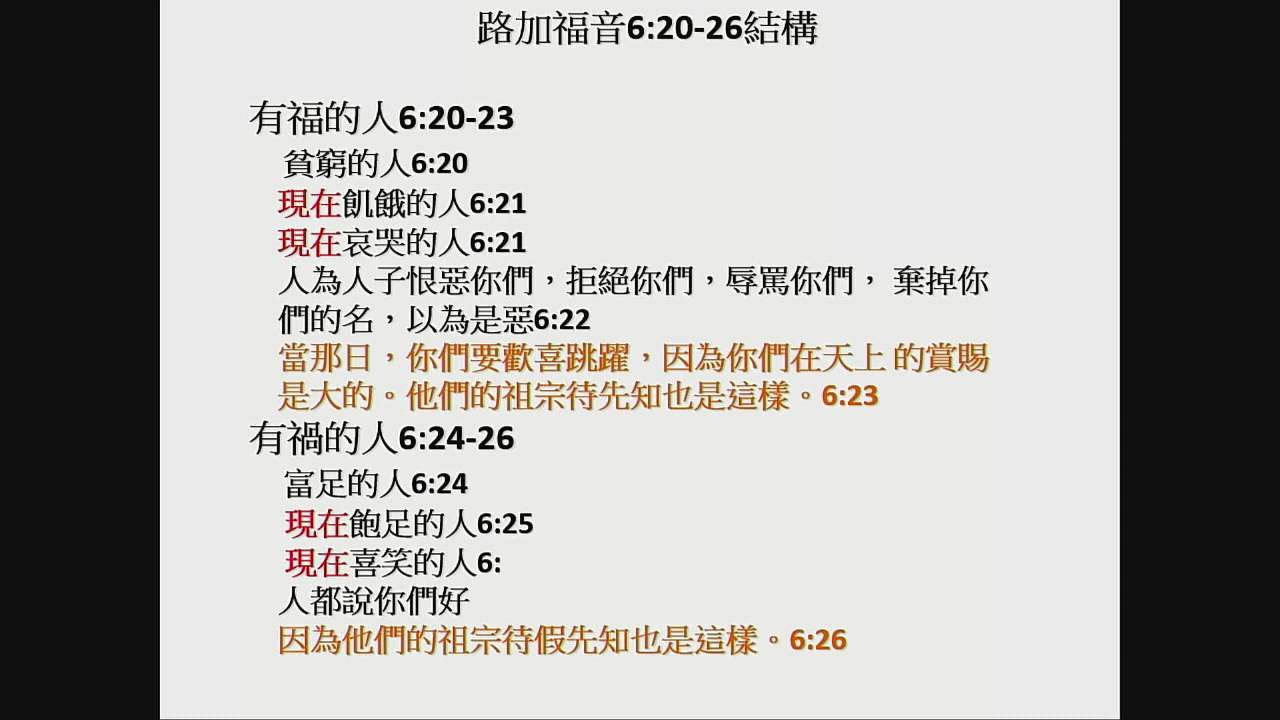 路加福音6:20-26結構
有福的人6:20-23
貧窮的人6:20
現在飢餓的人6:21
現在哀哭的人6:21
人為人子恨惡你們，拒絕你們，辱罵你們， 棄掉你
們的名，以為是惡6:22
當那日，你們要歡喜跳躍，因為你們在天上 的賞賜
是大的。他們的祖宗待先知也是這樣。6:23
有禍的人6:24-26
富足的人6:24
現在飽足的人6:25
現在喜笑的人6:
人都說你們好
因為他們的祖宗待假先知也是這樣。6:26